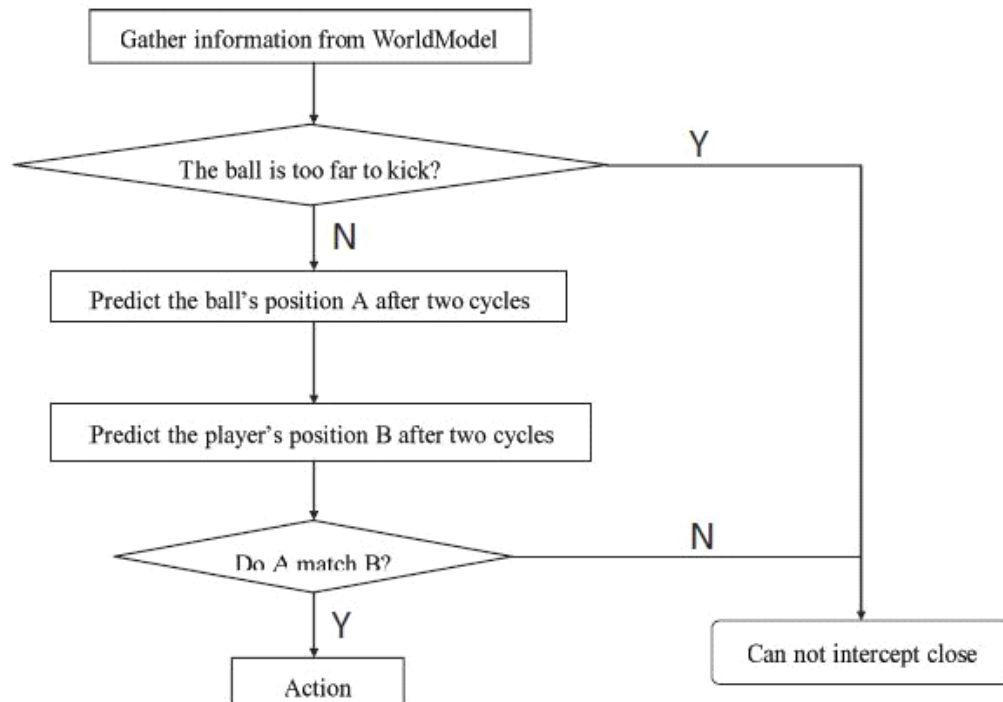 Gather information from WorldModel
Y
The ball is too far to kick?
N
Predict the ball's position A after two cycles
Predict the player's position B after two cycles
N
Do A match B?
Y
Can not intercept close
Action